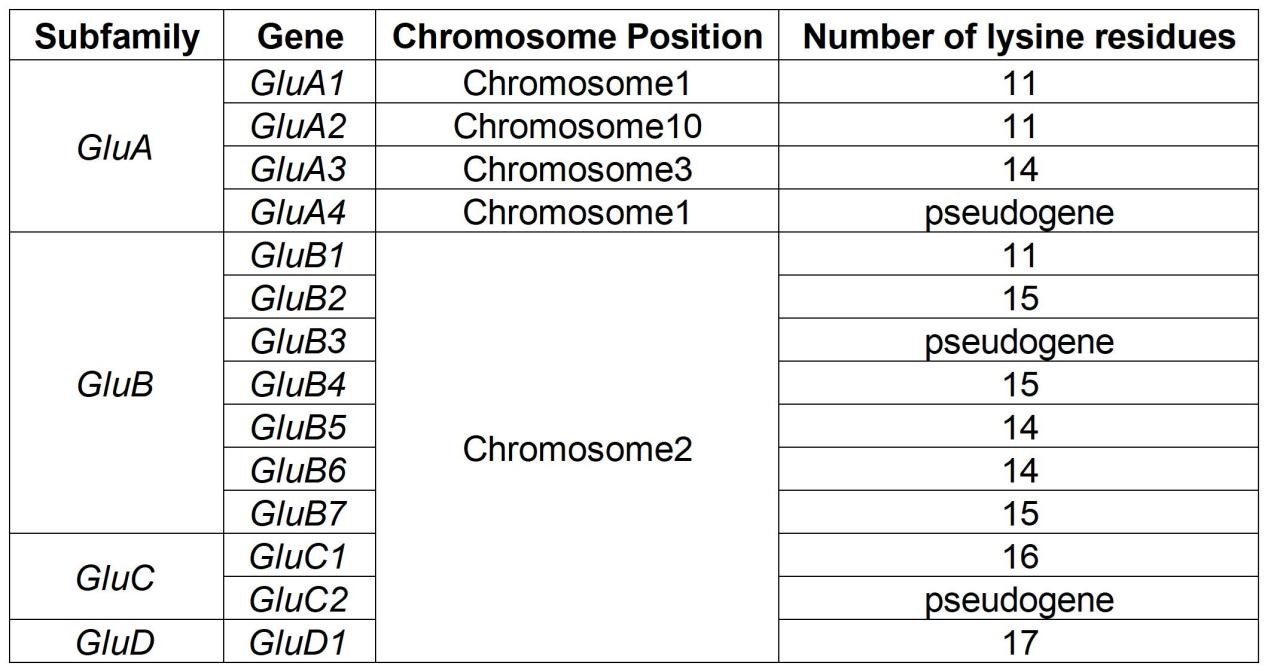 Subfamily Gene Chromosome Position Number of lysine residues
GluA GluA1 Chromosome1 11
GluA2 Chromosome10 11
GluA3 Chromosome3 14
GluA4 Chromosome1 pseudogene
GluB GluB1 Chromosome2 11
GluB2 15
GluB3 pseudogene
GluB4 15
GluB5 14
GluB6 14
GluB7 15
GluC GluC1 16
GluC2 pseudogene
GluD GluD1 17